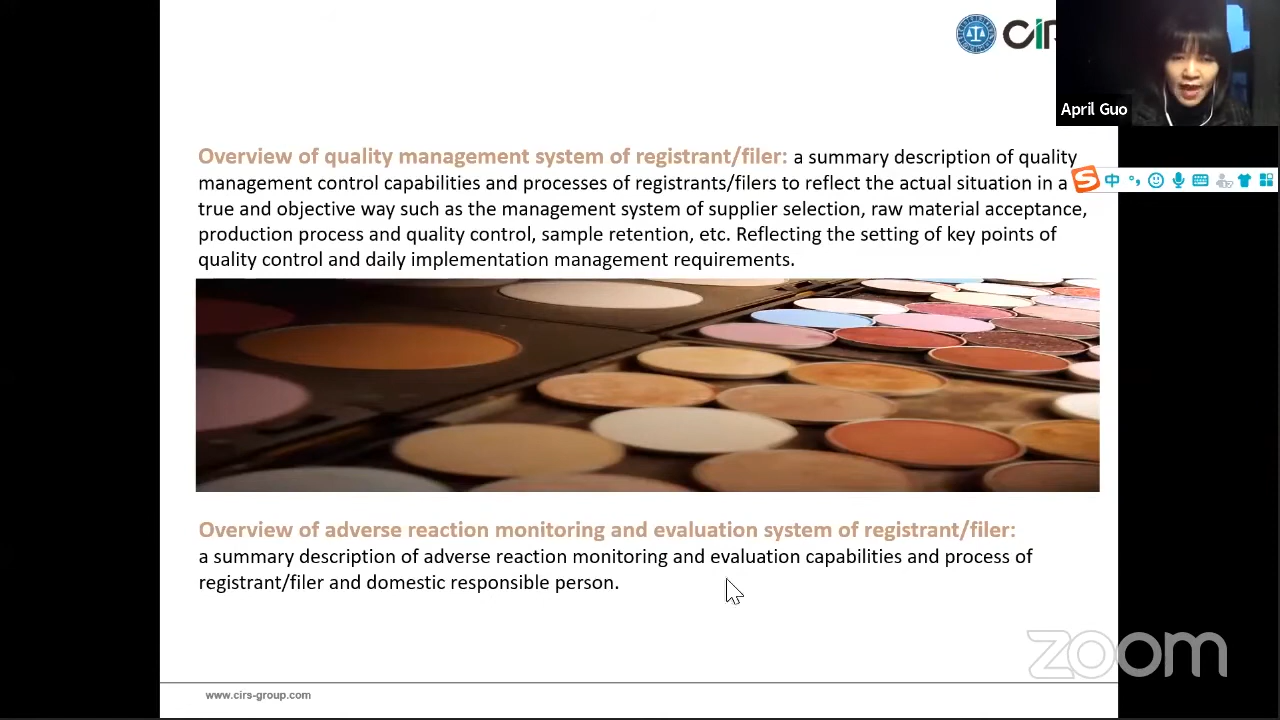 CIRS
April Guo
Overview of quality management system of registrant/filer: a summary description of quality
management control capabilities and processes of registrants/filers to reflect the actual situation in a
true and objective way such as the management system of supplier selection, raw material acceptance,
production process and quality control, sample retention, etc. Reflecting the setting of key points of
quality control and daily implementation management requirements.
S 中
Overview of adverse reaction monitoring and evaluation system of registrant/filer:
a summary description of adverse reaction monitoring and evaluation capabilities and process of
registrant/filer and domestic responsible person.
zoom
www.cirs-group.com